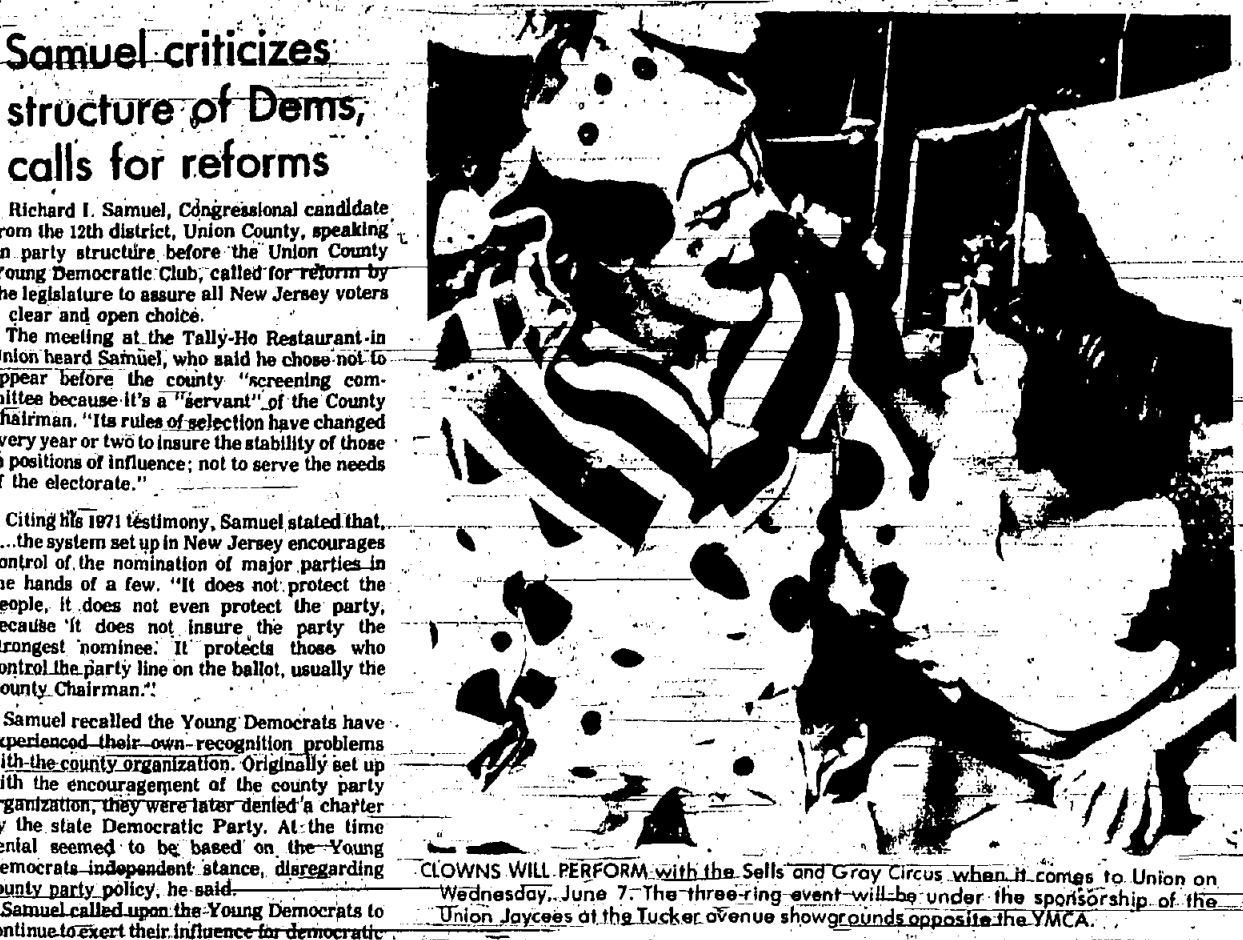 Samuel criticizes
structure of Dems,
calls for reforms
Richard I. Samuel, Congressional candidate
rom the 12th district, Union County, speaking
n party structure before the Union County
oung Democratic Club, called for reform by
he legislature to assure all New Jersey voters
clear and open choice.
The meeting at the Tally-Ho Restaurant in
nion heard Samuel, who said he chose not to
ppear before the county "screening com-
ittee because it's a "servant" of the County
hairman. "Its rules of selection have changed
very year or two to insure the stability of those
positions of influence; not to serve the needs
f the electorate."
Citing his 1971 testimony, Samuel stated that,
...the system set up in New Jersey encourages
ontrol of the nomination of major parties in
he hands of a few. "It does not protect the
eople, it does not even protect the party,
ecause it does not insure the party the
trongest nominee. It protects those who
ontrol the party line on the ballot, usually the
ounty Chairman."
Samuel recalled the Young Democrats have
xperienced their own recognition problems
ith the county organization. Originally set up
ith the encouragement of the county party
rganization, they were later denied a charter
y the state Democratic Party. At the time
enial seemed to be based on the Young
emocrats independent stance, disregarding
ounty party policy, he said.
Samuel called upon the Young Democrats to
ontinue to exert their influence for democratic
CLOWNS WILL PERFORM with the Sells and Gray Circus when it comes to Union on
Wednesday, June 7. The three-ring event will be under the sponsorship of the
Union Jaycees at the Tucker avenue showgrounds opposite the YMCA.